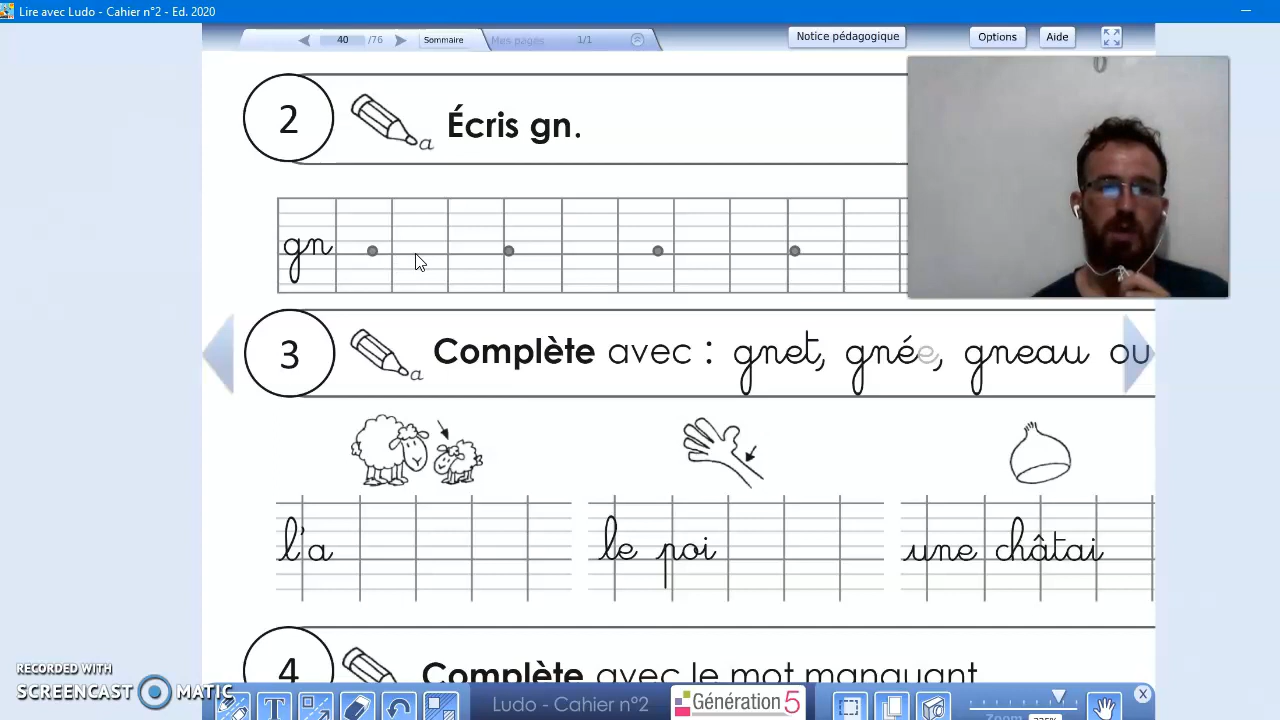 Lire avec Ludo - Cahier n°2 - Ed. 2020
40 /76 Sommaire Mes pages 1/1 Notice pédagogique Options Aide
2 a Écris gn.
gn
3 a Complète avec : gnet, gnée, gneau ou
l'a le poi une châtai
4 Complète avec le mot manquant
RECORDED WITH
SCREENCAST MATIC
T Ludo - Cahier n°2 Génération 5 Zoom X